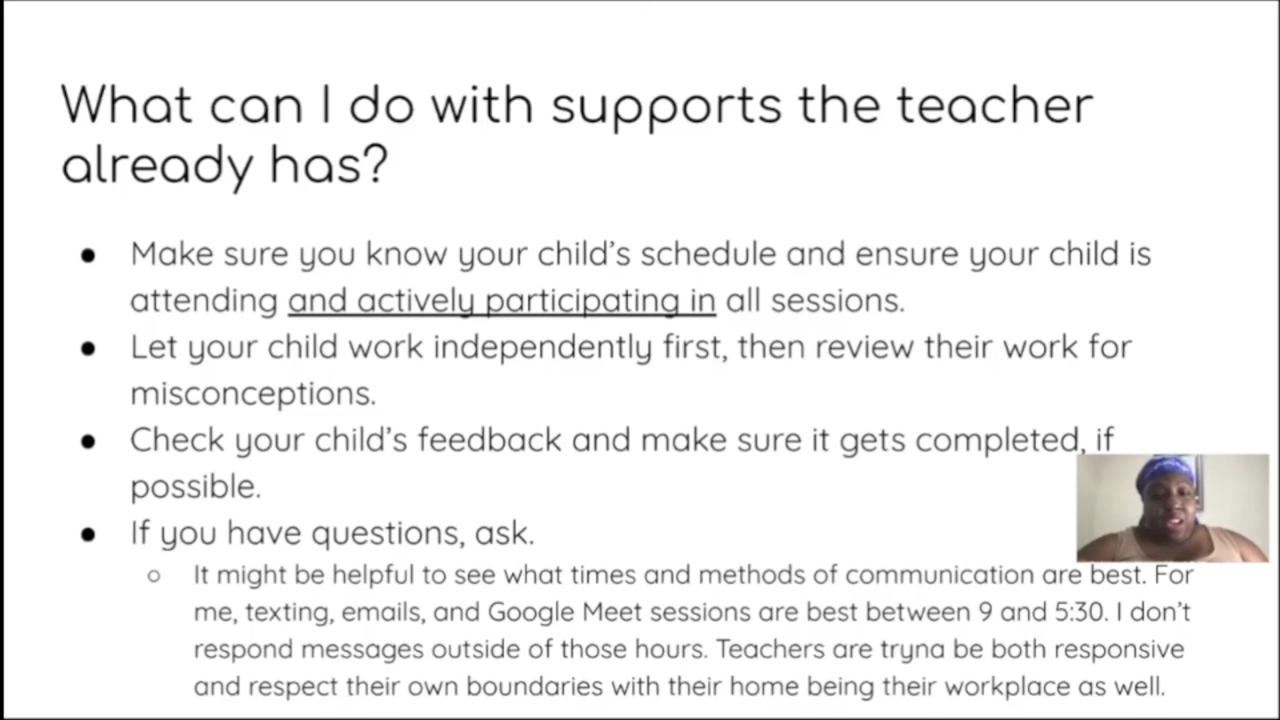 What can I do with supports the teacher
already has?
● Make sure you know your child's schedule and ensure your child is
attending and actively participating in all sessions.
● Let your child work independently first, then review their work for
misconceptions.
● Check your child's feedback and make sure it gets completed, if
possible.
● If you have questions, ask.
○ It might be helpful to see what times and methods of communication are best. For
me, texting, emails, and Google Meet sessions are best between 9 and 5:30. I don't
respond messages outside of those hours. Teachers are tryna be both responsive
and respect their own boundaries with their home being their workplace as well.